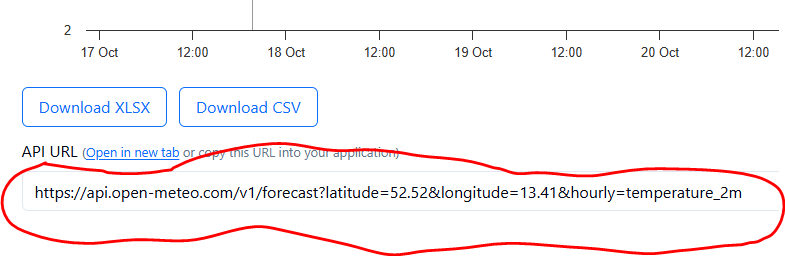 2
17 Oct 12:00 18 Oct 12:00 19 Oct 12:00 20 Oct 12:00
Download XLSX Download CSV
API URL (Open in new tab or copy this URL into your application)
https://api.open-meteo.com/v1/forecast?latitude=52.52&longitude=13.41&hourly=temperature_2m